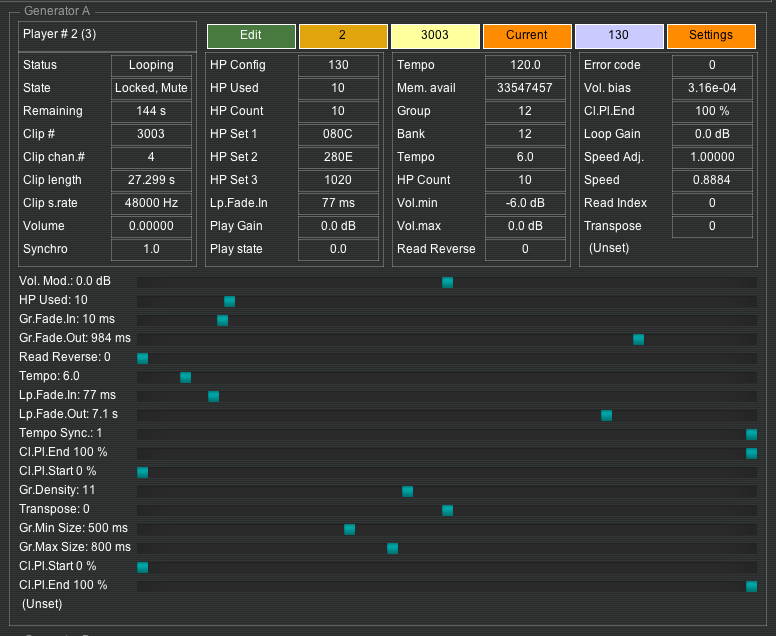 Generator A
Player # 2 (3) Edit 2 3003 Current 130 Settings
Status Looping HP Config 130 Tempo 120.0 Error code 0
State Locked, Mute HP Used 10 Mem. avail 33547457 Vol. bias 3.16e-04
Remaining 144 s HP Count 10 Group 12 Cl.Pl.End 100 %
Clip # 3003 HP Set 1 080C Bank 12 Loop Gain 0.0 dB
Clip chan.# 4 HP Set 2 280E Tempo 6.0 Speed Adj. 1.00000
Clip length 27.299 s HP Set 3 1020 HP Count 10 Speed 0.8884
Clip s.rate 48000 Hz Lp.Fade.In 77 ms Vol.min -6.0 dB Read Index 0
Volume 0.00000 Play Gain 0.0 dB Vol.max 0.0 dB Transpose 0
Synchro 1.0 Play state 0.0 Read Reverse 0 (Unset)
Vol. Mod.: 0.0 dB
HP Used: 10
Gr.Fade.In: 10 ms
Gr.Fade.Out: 984 ms
Read Reverse: 0
Tempo: 6.0
Lp.Fade.In: 77 ms
Lp.Fade.Out: 7.1 s
Tempo Sync.: 1
Cl.Pl.End 100 %
Cl.Pl.Start 0 %
Gr.Density: 11
Transpose: 0
Gr.Min Size: 500 ms
Gr.Max Size: 800 ms
Cl.Pl.Start 0 %
Cl.Pl.End 100 %
(Unset)